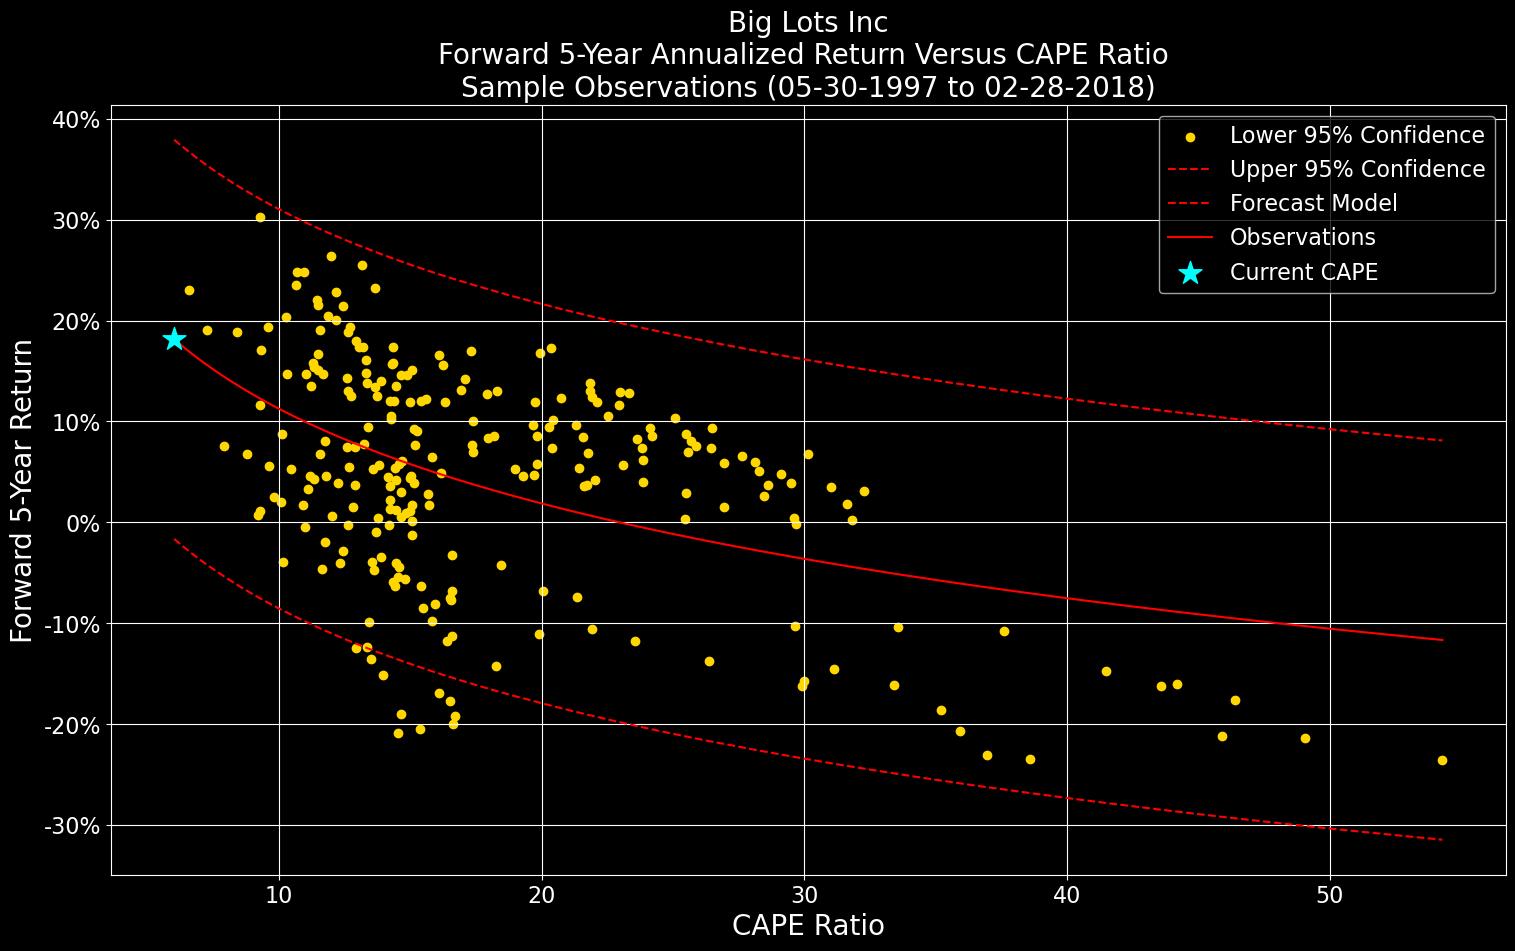 Big Lots Inc
Forward 5-Year Annualized Return Versus CAPE Ratio
Sample Observations (05-30-1997 to 02-28-2018)
Forward 5-Year Return
40%
30%
20%
10%
0%
-10%
-20%
-30%
Lower 95% Confidence
Upper 95% Confidence
Forecast Model
Observations
Current CAPE
10 20 30 40 50
CAPE Ratio